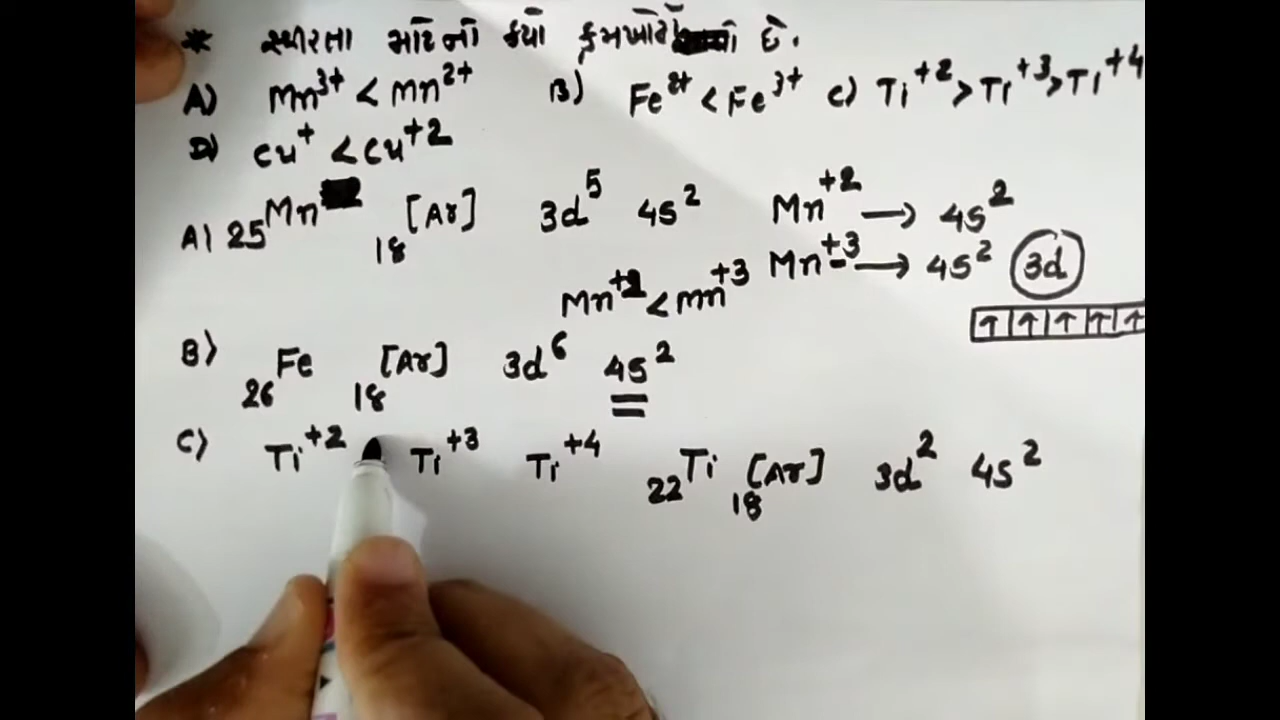 * સ્થીરતા માટેનો કયો ક્રમ ખોટો છે.
A) Mn³⁺ < Mn²⁺ B) Fe²⁺ < Fe³⁺ C) Ti⁺² > Ti⁺³ > Ti⁺⁴
D) Cu⁺ < Cu⁺²
A) 25Mn 18[Ar] 3d⁵ 4s² Mn⁺² → 4s²
Mn⁺³ → 4s² 3d
Mn⁺² < Mn⁺³
↑ ↑ ↑ ↑ ↑
B) 26Fe 18[Ar] 3d⁶ 4s²
C) Ti⁺² Ti⁺³ Ti⁺⁴ 22Ti 18[Ar] 3d² 4s²